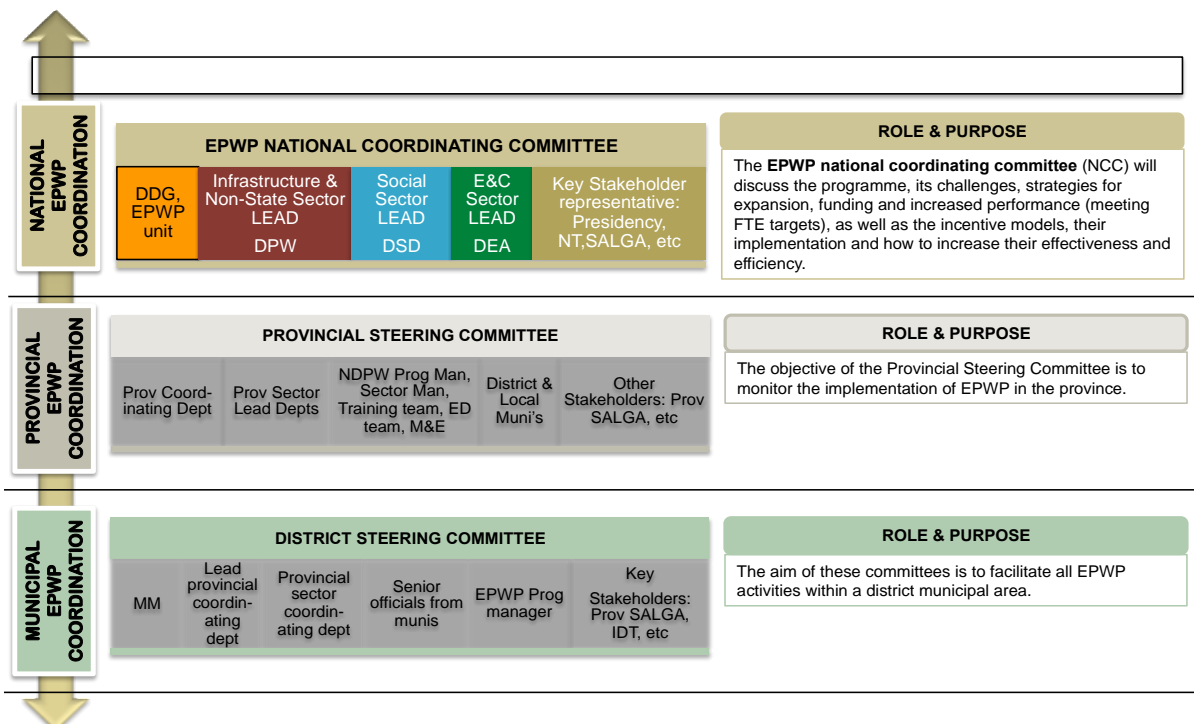 NATIONAL
EPWP
COORDINATION
EPWP NATIONAL COORDINATING COMMITTEE
DDG,
EPWP
unit
Infrastructure &
Non-State Sector
LEAD
DPW
Social
Sector
LEAD
DSD
E&C
Sector
LEAD
DEA
Key Stakeholder
representative:
Presidency,
NT,SALGA, etc
ROLE & PURPOSE
The EPWP national coordinating committee (NCC) will
discuss the programme, its challenges, strategies for
expansion, funding and increased performance (meeting
FTE targets), as well as the incentive models, their
implementation and how to increase their effectiveness and
efficiency.
PROVINCIAL
EPWP
COORDINATION
PROVINCIAL STEERING COMMITTEE
Prov Coord-
inating Dept
Prov Sector
Lead Depts
NDPW Prog Man,
Sector Man,
Training team, ED
team, M&E
District &
Local
Muni's
Other
Stakeholders: Prov
SALGA, etc
ROLE & PURPOSE
The objective of the Provincial Steering Committee is to
monitor the implementation of EPWP in the province.
MUNICIPAL
EPWP
COORDINATION
DISTRICT STEERING COMMITTEE
MM
Lead
provincial
coordin-
ating
dept
Provincial
sector
coordin-
ating dept
Senior
officials from
munis
EPWP Prog
manager
Key
Stakeholders:
Prov SALGA,
IDT, etc
ROLE & PURPOSE
The aim of these committees is to facilitate all EPWP
activities within a district municipal area.